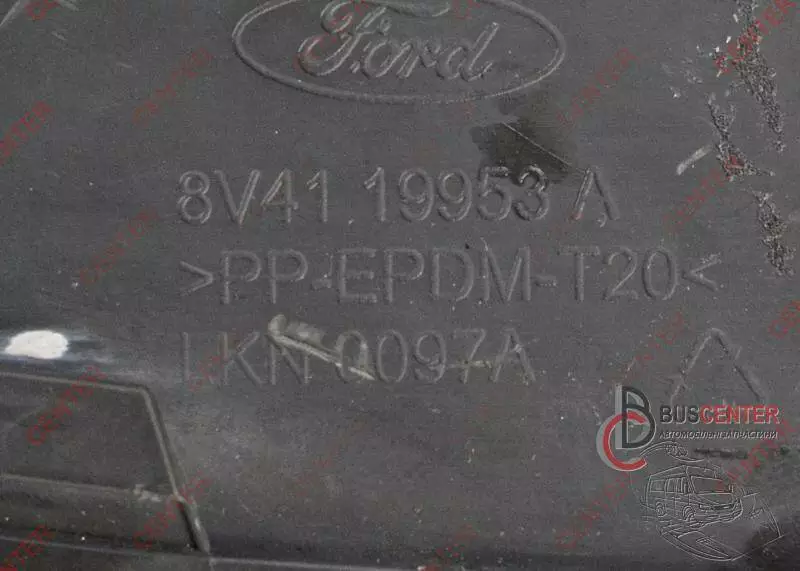 Ford
8V41 19953 A
>PP-EPDM-T20<
LKN 0097A
BUSCENTER
АВТОМОБІЛЬНІ ЗАПЧАСТИНИ